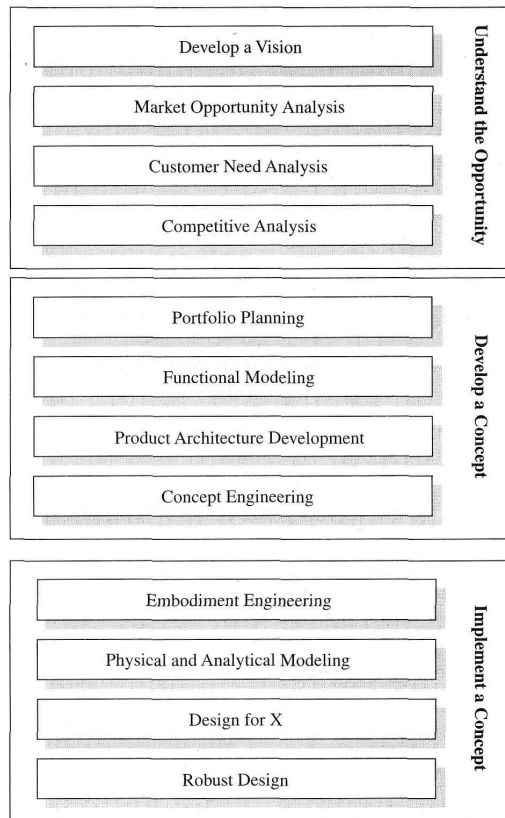 Develop a Vision
Market Opportunity Analysis
Customer Need Analysis
Competitive Analysis
Understand the Opportunity
Portfolio Planning
Functional Modeling
Product Architecture Development
Concept Engineering
Develop a Concept
Embodiment Engineering
Physical and Analytical Modeling
Design for X
Robust Design
Implement a Concept